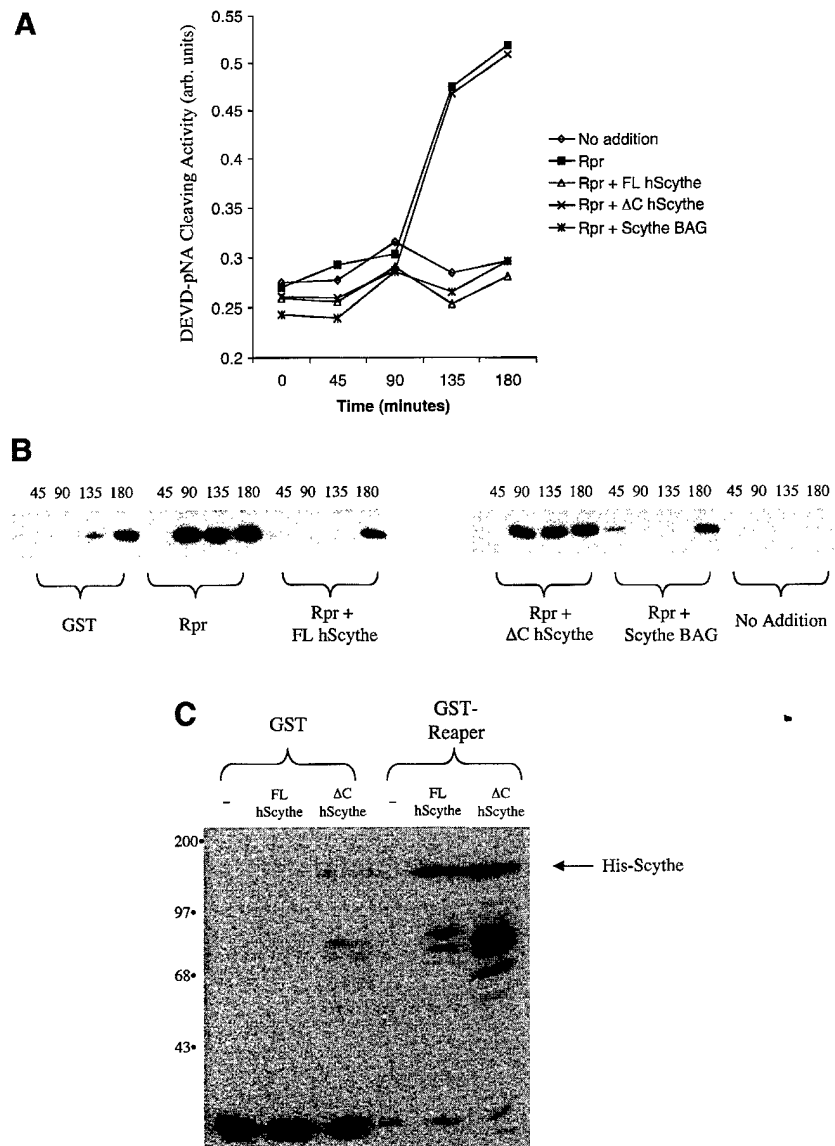 A
DEVD-pNA Cleaving Activity (arb. units)
0.55
0.5
0.45
0.4
0.35
0.3
0.25
0.2
0 45 90 135 180
Time (minutes)
No addition
Rpr
Rpr + FL hScythe
Rpr + ΔC hScythe
Rpr + Scythe BAG
B
45 90 135 180 45 90 135 180 45 90 135 180 45 90 135 180 45 90 135 180 45 90 135 180
GST
Rpr
Rpr +
FL hScythe
Rpr +
ΔC hScythe
Rpr +
Scythe BAG
No Addition
C
GST
GST-
Reaper
–
FL
hScythe
ΔC
hScythe
–
FL
hScythe
ΔC
hScythe
200•
97•
68•
43•
His-Scythe